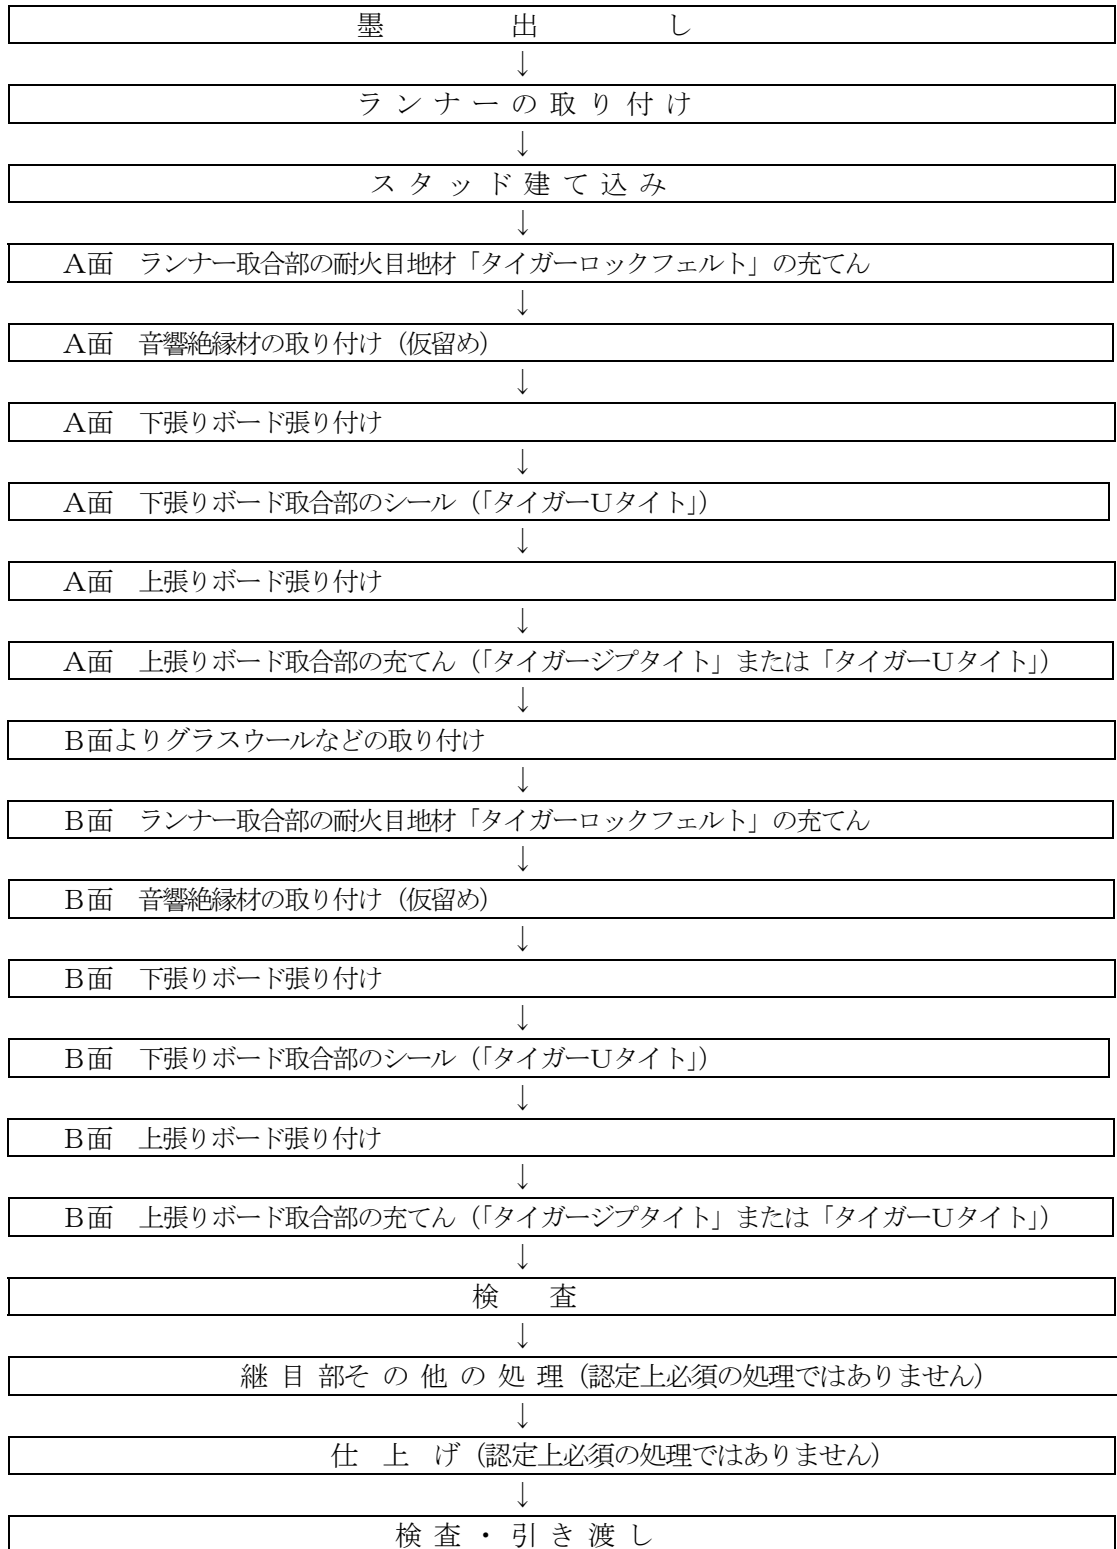 墨出し
↓
ランナーの取り付け
↓
スタッド建て込み
↓
A面　ランナー取合部の耐火目地材「タイガーロックフェルト」の充てん
↓
A面　音響絶縁材の取り付け（仮留め）
↓
A面　下張りボード張り付け
↓
A面　下張りボード取合部のシール（「タイガーUタイト」）
↓
A面　上張りボード張り付け
↓
A面　上張りボード取合部の充てん（「タイガージプタイト」または「タイガーUタイト」）
↓
B面よりグラスウールなどの取り付け
↓
B面　ランナー取合部の耐火目地材「タイガーロックフェルト」の充てん
↓
B面　音響絶縁材の取り付け（仮留め）
↓
B面　下張りボード張り付け
↓
B面　下張りボード取合部のシール（「タイガーUタイト」）
↓
B面　上張りボード張り付け
↓
B面　上張りボード取合部の充てん（「タイガージプタイト」または「タイガーUタイト」）
↓
検査
↓
継目部その他の処理（認定上必須の処理ではありません）
↓
仕上げ（認定上必須の処理ではありません）
↓
検査・引き渡し